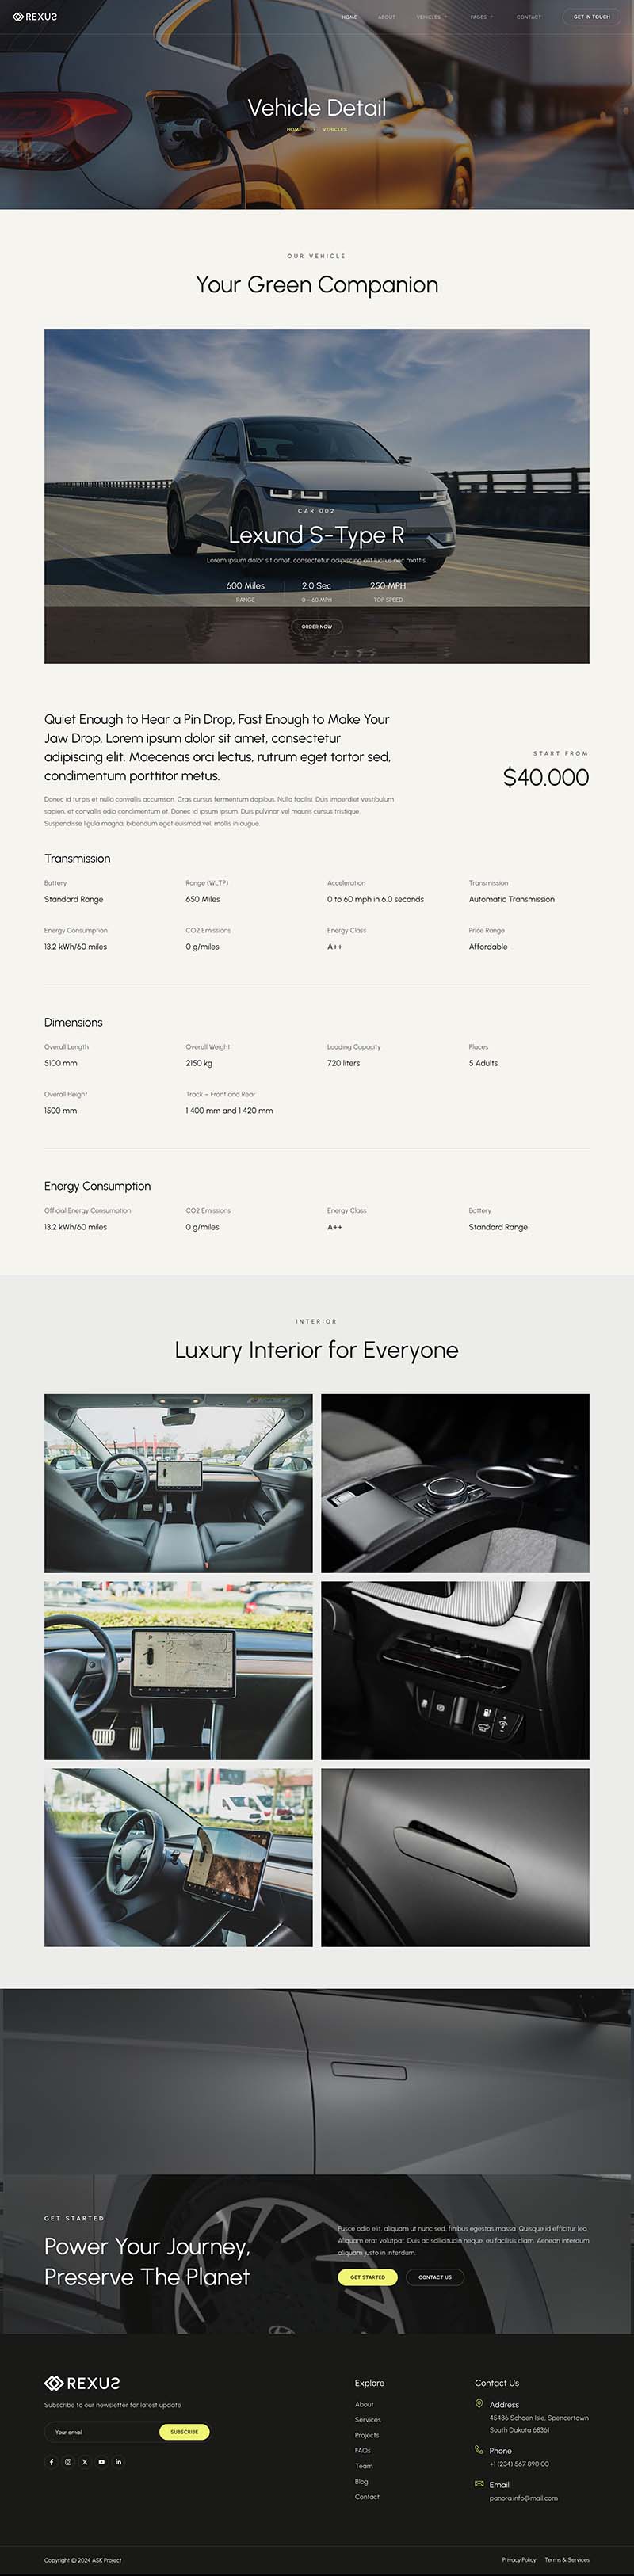 REXUS
HOME ABOUT VEHICLES + PAGES + CONTACT GET IN TOUCH
Vehicle Detail
HOME VEHICLES
OUR VEHICLE
Your Green Companion
CAR 002
Lexund S-Type R
Lorem ipsum dolor sit amet, consectetur adipiscing elit luctus nec mattis.
600 Miles 2.0 Sec 250 MPH
RANGE 0 – 60 MPH TOP SPEED
ORDER NOW
Quiet Enough to Hear a Pin Drop, Fast Enough to Make Your
Jaw Drop. Lorem ipsum dolor sit amet, consectetur
adipiscing elit. Maecenas orci lectus, rutrum eget tortor sed,
condimentum porttitor metus.
START FROM
$40.000
Donec id turpis et nulla convallis accumsan. Cras cursus fermentum dapibus. Nulla facilisi. Duis imperdiet vestibulum
sapien, et convallis odio condimentum et. Donec id ipsum ipsum. Duis pulvinar vel mauris cursus tristique.
Suspendisse ligula magna, bibendum eget euismod vel, mollis in augue.
Transmission
Battery Range (WLTP) Acceleration Transmission
Standard Range 650 Miles 0 to 60 mph in 6.0 seconds Automatic Transmission
Energy Consumption CO2 Emissions Energy Class Price Range
13.2 kWh/60 miles 0 g/miles A++ Affordable
Dimensions
Overall Length Overall Weight Loading Capacity Places
5100 mm 2150 kg 720 liters 5 Adults
Overall Height Track – Front and Rear
1500 mm 1 400 mm and 1 420 mm
Energy Consumption
Official Energy Consumption CO2 Emissions Energy Class Battery
13.2 kWh/60 miles 0 g/miles A++ Standard Range
INTERIOR
Luxury Interior for Everyone
GET STARTED
Power Your Journey,
Preserve The Planet
Fusce odio elit, aliquam ut nunc sed, finibus egestas massa. Quisque id efficitur leo.
Aliquam erat volutpat. Duis ac sollicitudin neque, eu facilisis diam. Aenean interdum
aliquam justo in interdum.
GET STARTED CONTACT US
REXUS
Subscribe to our newsletter for latest update
Your email SUBSCRIBE
Explore
About
Services
Projects
FAQs
Team
Blog
Contact
Contact Us
Address
45486 Schoen Isle, Spencertown
South Dakota 68361
Phone
+1 (234) 567 890 00
Email
panora.info@mail.com
Copyright © 2024 ASK Project
Privacy Policy Terms & Services